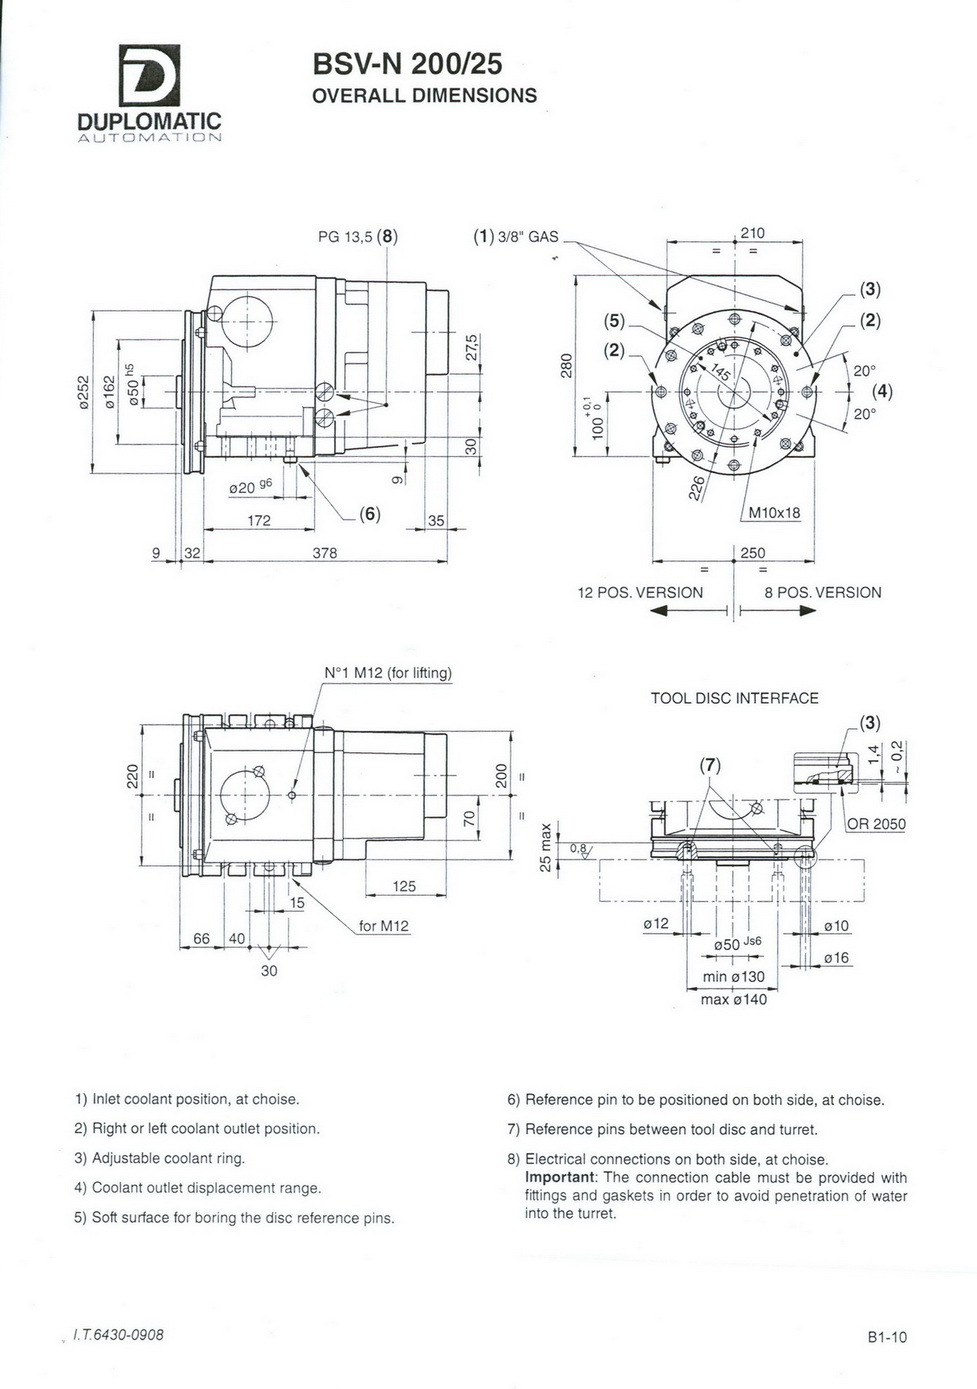 BSV-N 200/25
OVERALL DIMENSIONS
D
DUPLOMATIC
AUTOMATION
PG 13,5 (8)
(1) 3/8" GAS
210
= =
(3)
(2)
(5)
(2)
280
100 +0,1 0
145
20°
(4)
20°
226
M10x18
250
= =
12 POS. VERSION
8 POS. VERSION
ø252
ø162
ø50 h5
27,5
30
9
ø20 g6
(6)
172
35
9
32
378
N°1 M12 (for lifting)
220
=
=
200
=
=
70
125
15
for M12
66
40
30
TOOL DISC INTERFACE
(3)
1,4
~ 0,2
(7)
OR 2050
25 max
0,8
ø12
ø10
ø50 Js6
ø16
min ø130
max ø140
1) Inlet coolant position, at choise.
2) Right or left coolant outlet position.
3) Adjustable coolant ring.
4) Coolant outlet displacement range.
5) Soft surface for boring the disc reference pins.
6) Reference pin to be positioned on both side, at choise.
7) Reference pins between tool disc and turret.
8) Electrical connections on both side, at choise.
Important: The connection cable must be provided with
fittings and gaskets in order to avoid penetration of water
into the turret.
I.T.6430-0908
B1-10